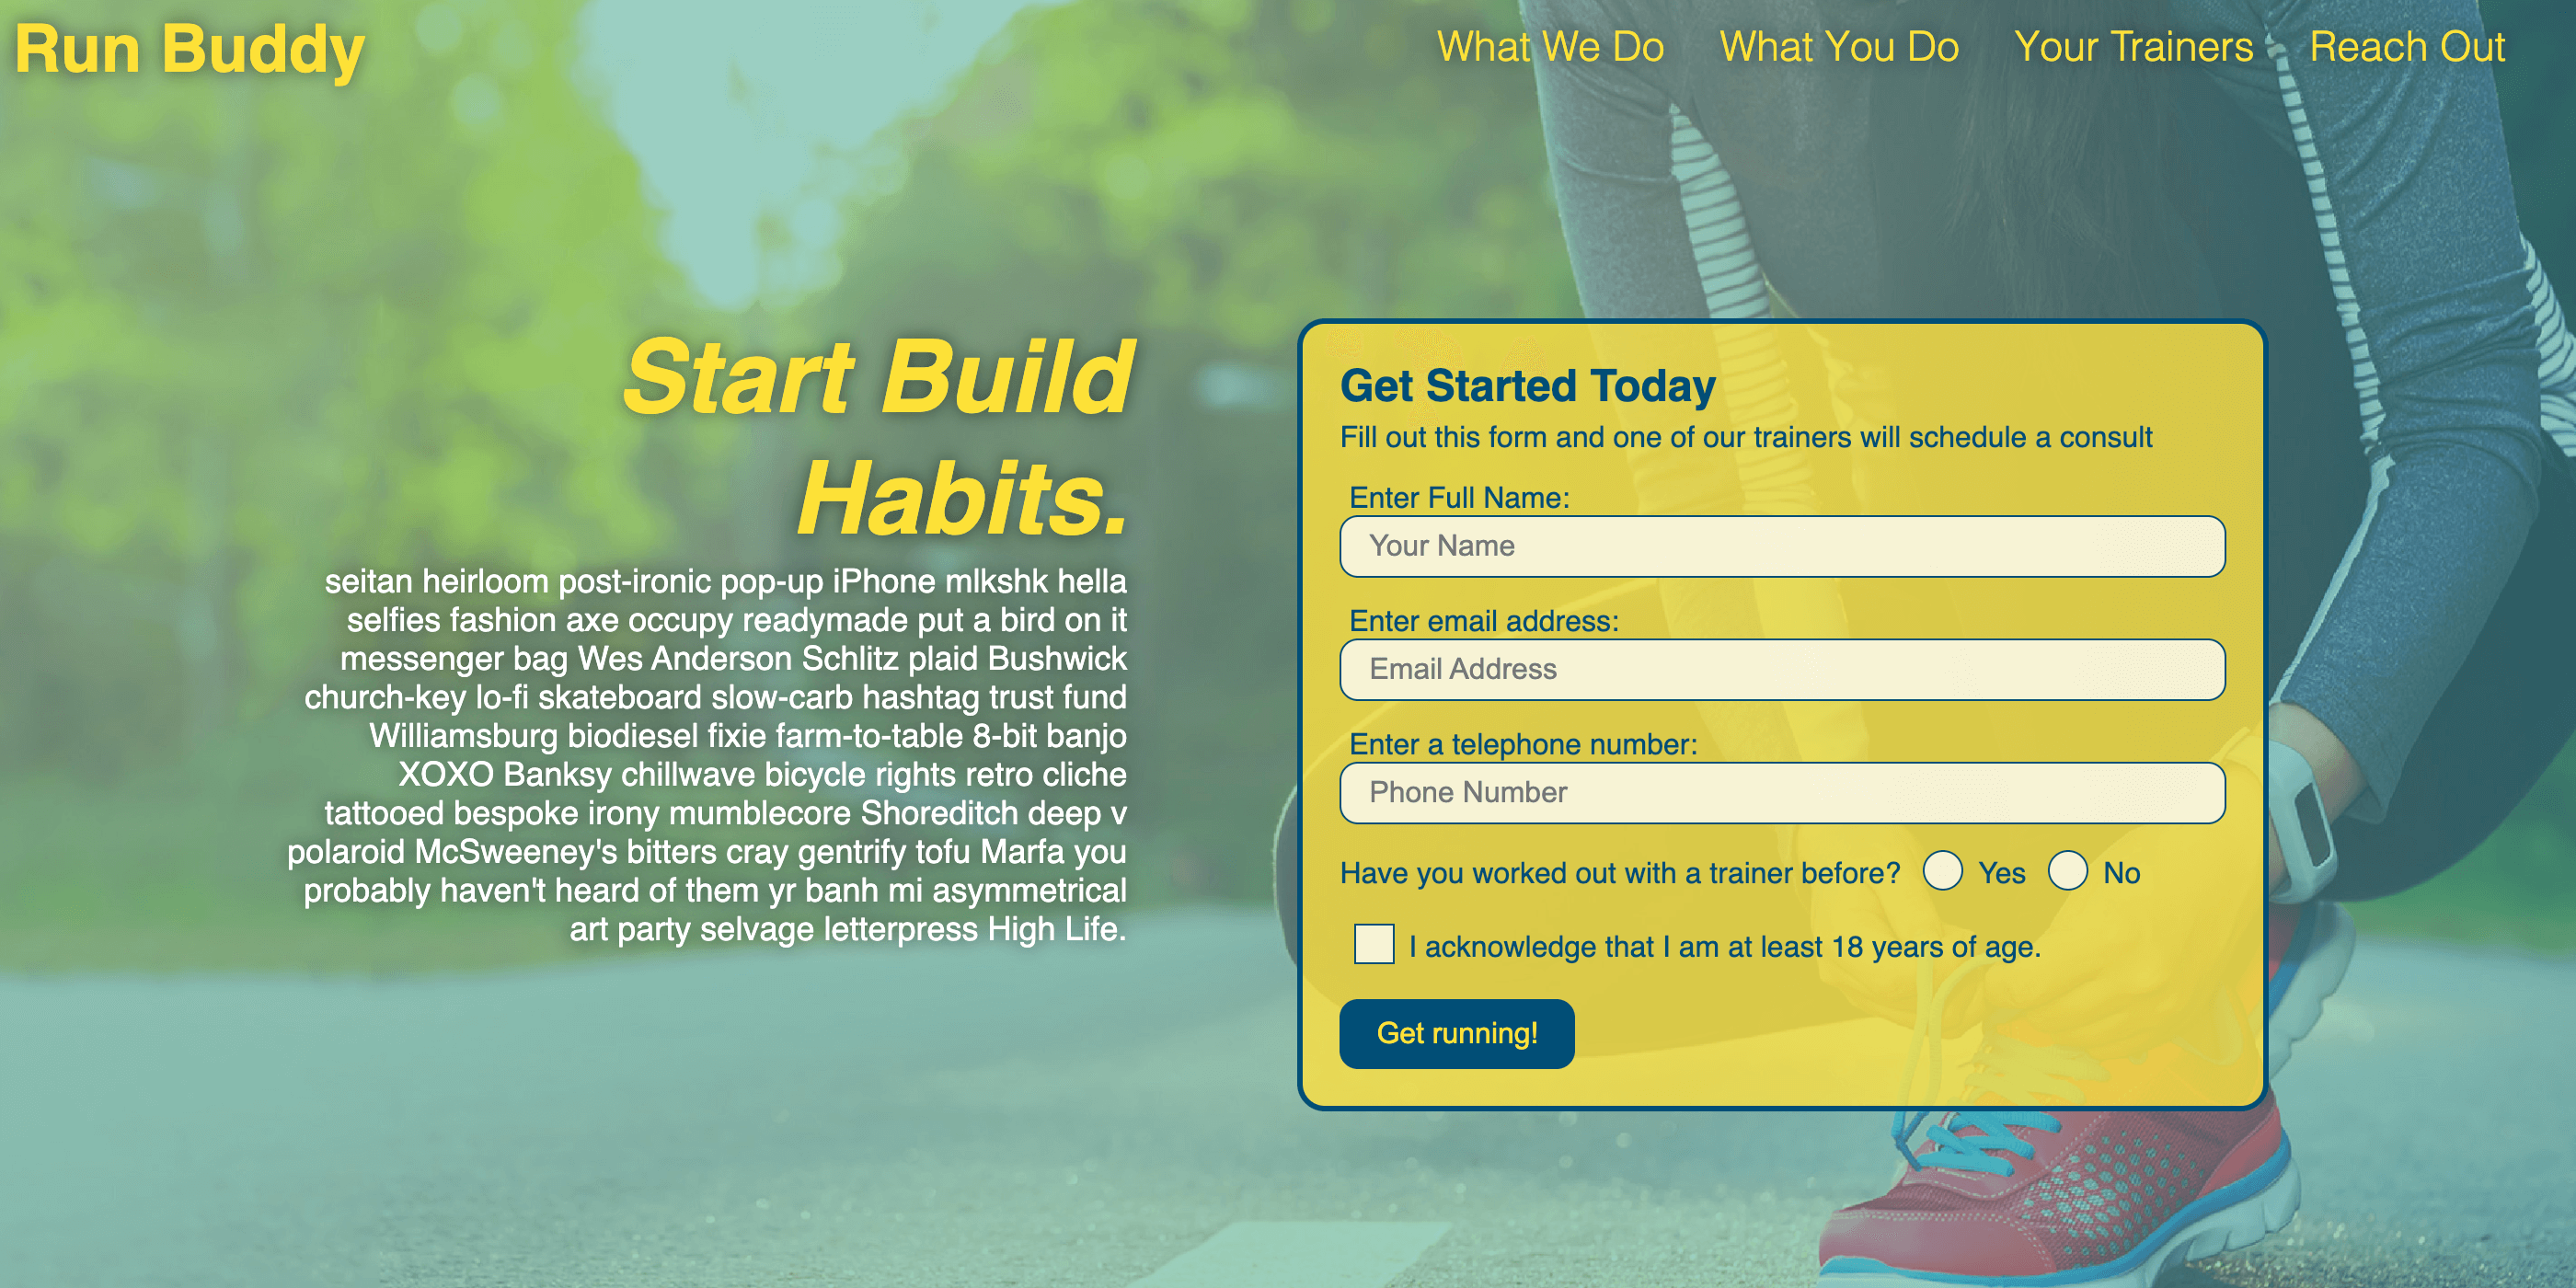 Run Buddy
What We Do
What You Do
Your Trainers
Reach Out
Start Build
Habits.
seitan heirloom post-ironic pop-up iPhone mlkshk hella
selfies fashion axe occupy readymade put a bird on it
messenger bag Wes Anderson Schlitz plaid Bushwick
church-key lo-fi skateboard slow-carb hashtag trust fund
Williamsburg biodiesel fixie farm-to-table 8-bit banjo
XOXO Banksy chillwave bicycle rights retro cliche
tattooed bespoke irony mumblecore Shoreditch deep v
polaroid McSweeney's bitters cray gentrify tofu Marfa you
probably haven't heard of them yr banh mi asymmetrical
art party selvage letterpress High Life.
Get Started Today
Fill out this form and one of our trainers will schedule a consult
Enter Full Name:
Your Name
Enter email address:
Email Address
Enter a telephone number:
Phone Number
Have you worked out with a trainer before? Yes No
I acknowledge that I am at least 18 years of age.
Get running!